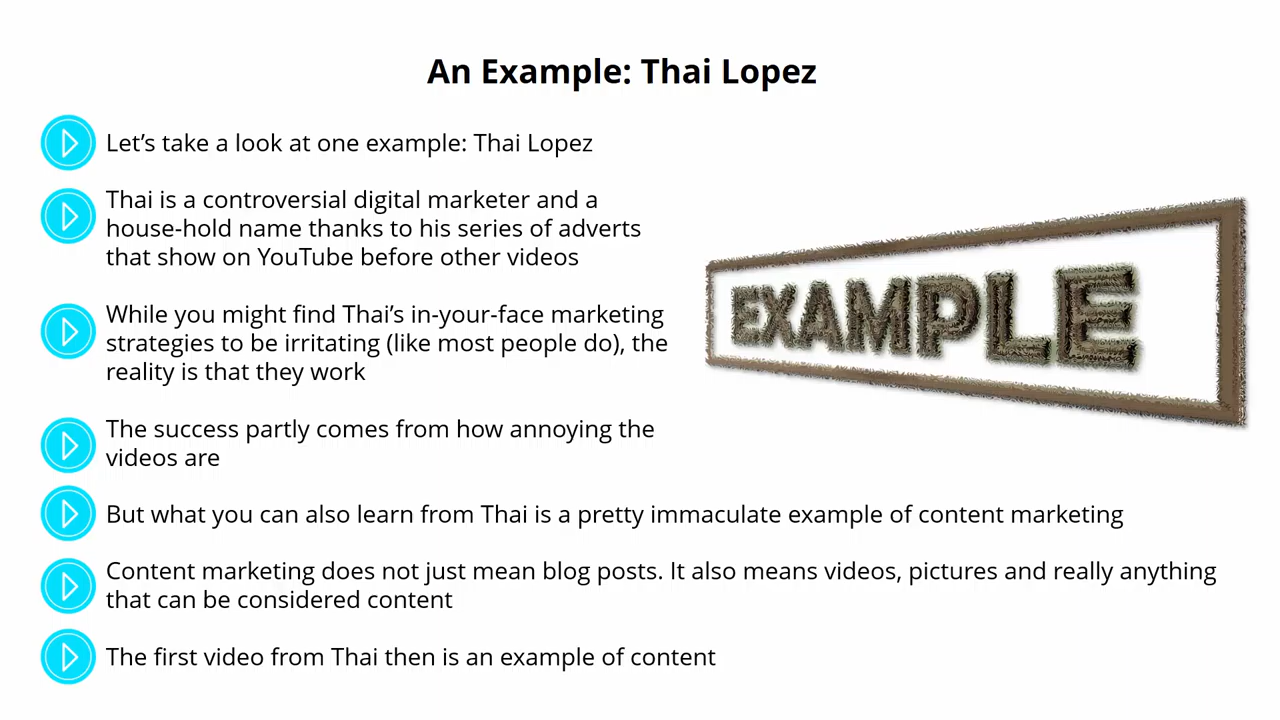 An Example: Thai Lopez
Let’s take a look at one example: Thai Lopez
Thai is a controversial digital marketer and a
house-hold name thanks to his series of adverts
that show on YouTube before other videos
While you might find Thai’s in-your-face marketing
strategies to be irritating (like most people do), the
reality is that they work
EXAMPLE
The success partly comes from how annoying the
videos are
But what you can also learn from Thai is a pretty immaculate example of content marketing
Content marketing does not just mean blog posts. It also means videos, pictures and really anything
that can be considered content
The first video from Thai then is an example of content